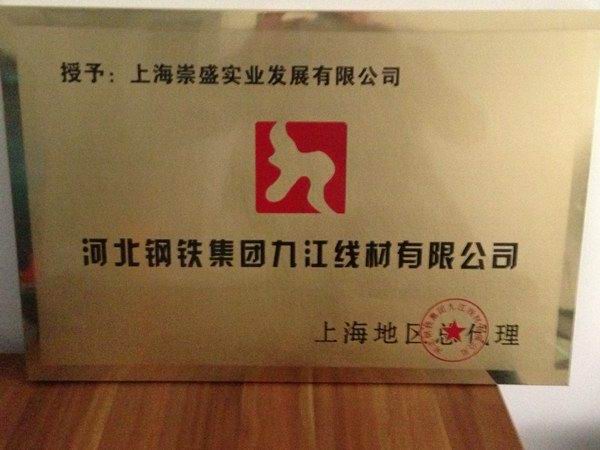 授予：上海崇盛实业发展有限公司
河北钢铁集团九江线材有限公司
上海地区总代理